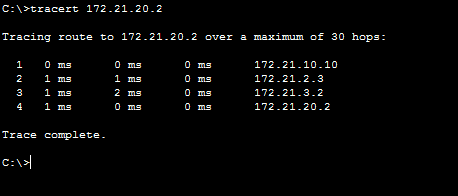 C:\>tracert 172.21.20.2
Tracing route to 172.21.20.2 over a maximum of 30 hops:
1 0 ms 0 ms 0 ms 172.21.10.10
2 1 ms 1 ms 0 ms 172.21.2.3
3 1 ms 2 ms 0 ms 172.21.3.2
4 1 ms 0 ms 0 ms 172.21.20.2
Trace complete.
C:\>